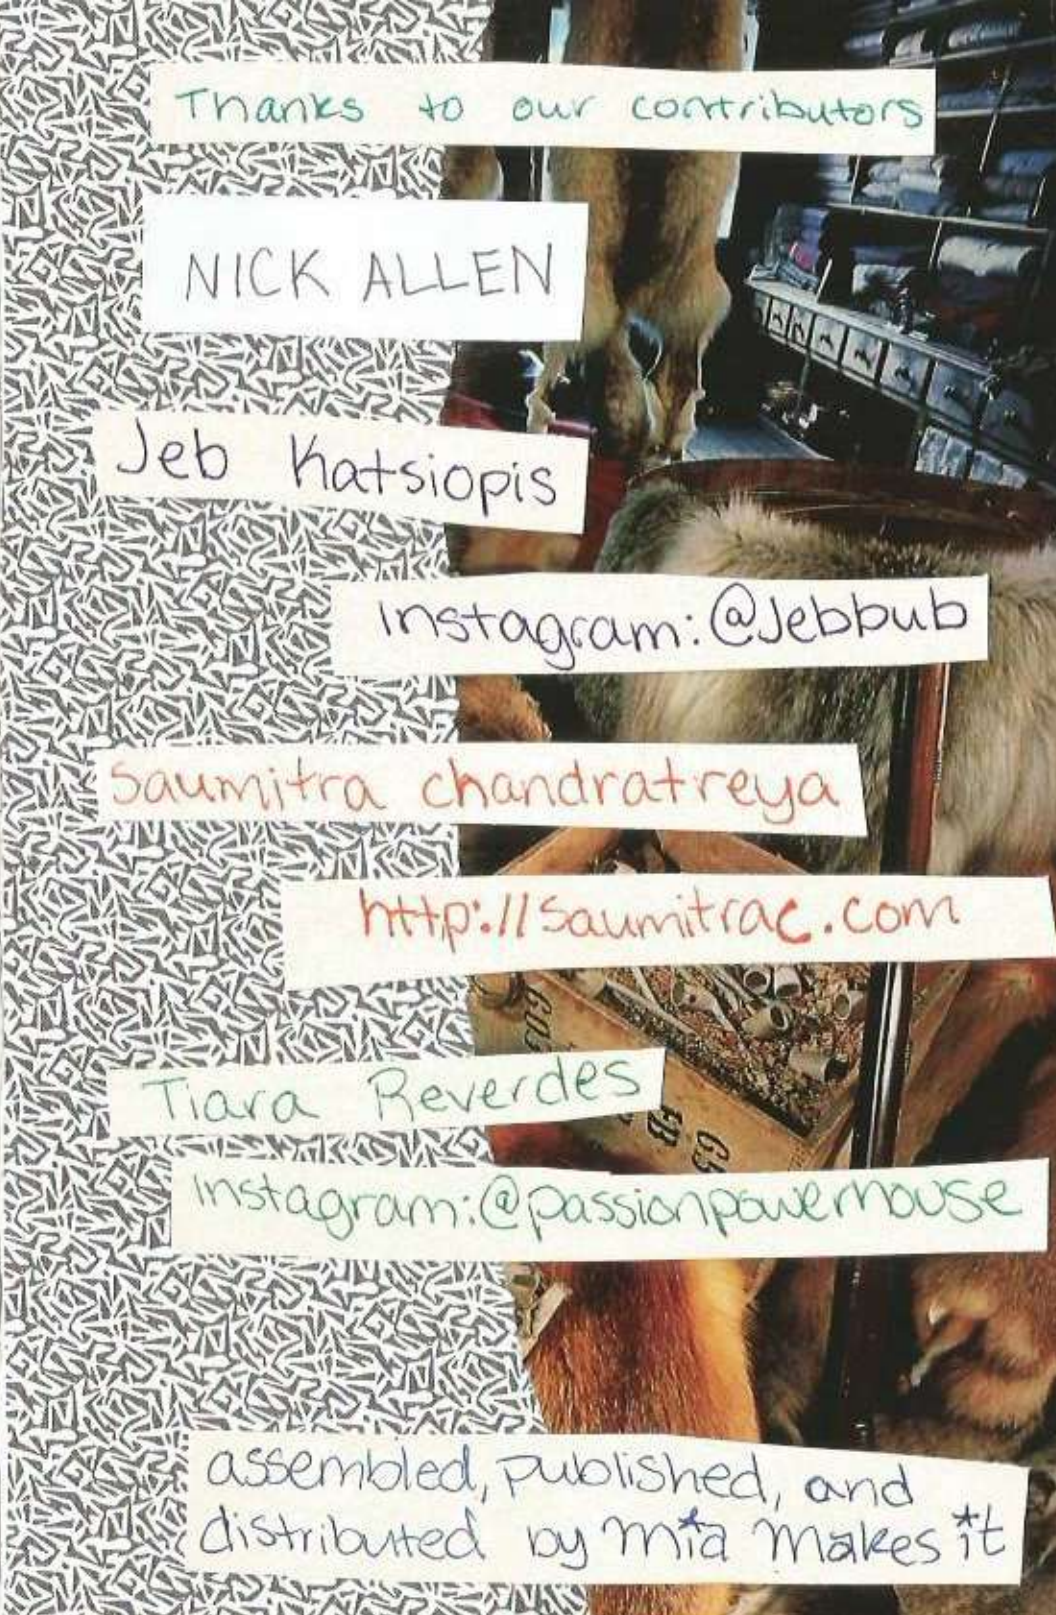 Thanks to our contributors
NICK ALLEN
Jeb Katsiopis
instagram: @Jebbub
Saumitra chandratreya
http://saumitrac.com
Tiara Reverdes
instagram: @passionpowerhouse
assembled, published, and
distributed by mia makes it